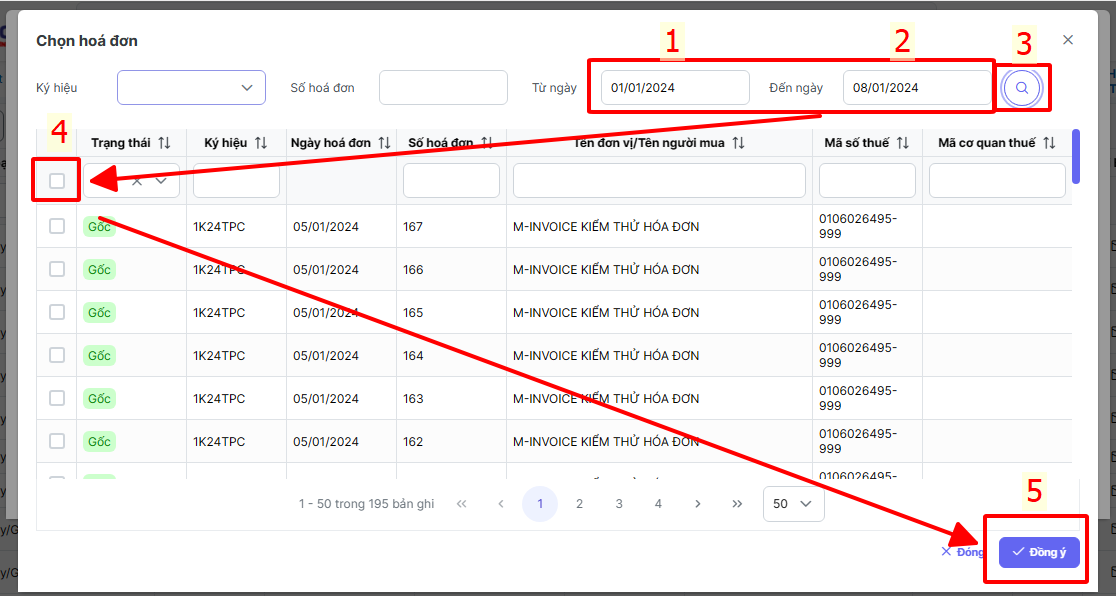 1 2 3
Chọn hoá đơn
Ký hiệu Số hoá đơn Từ ngày 01/01/2024 Đến ngày 08/01/2024
4
Trạng thái Ký hiệu Ngày hoá đơn Số hoá đơn Tên đơn vị/Tên người mua Mã số thuế Mã cơ quan thuế
Gốc 1K24TPC 05/01/2024 167 M-INVOICE KIỂM THỬ HÓA ĐƠN 0106026495-
999
Gốc 1K24TPC 05/01/2024 166 M-INVOICE KIỂM THỬ HÓA ĐƠN 0106026495-
999
Gốc 1K24TPC 05/01/2024 165 M-INVOICE KIỂM THỬ HÓA ĐƠN 0106026495-
999
Gốc 1K24TPC 05/01/2024 164 M-INVOICE KIỂM THỬ HÓA ĐƠN 0106026495-
999
Gốc 1K24TPC 05/01/2024 163 M-INVOICE KIỂM THỬ HÓA ĐƠN 0106026495-
999
Gốc 1K24TPC 05/01/2024 162 M-INVOICE KIỂM THỬ HÓA ĐƠN 0106026495-
999
0106026495-
1 - 50 trong 195 bản ghi « ‹ 1 2 3 4 › » 50
5
Đóng Đồng ý